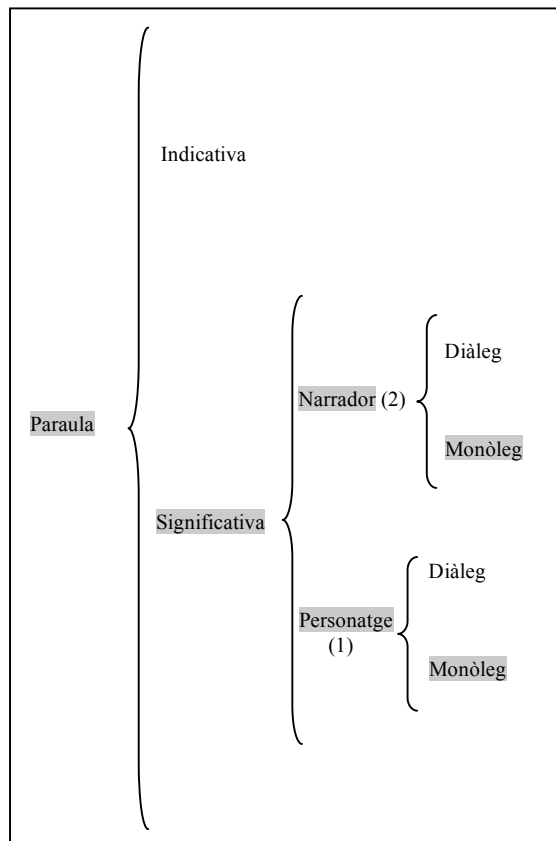 Indicativa
Diàleg
Narrador (2)
Paraula
Monòleg
Significativa
Diàleg
Personatge
(1)
Monòleg